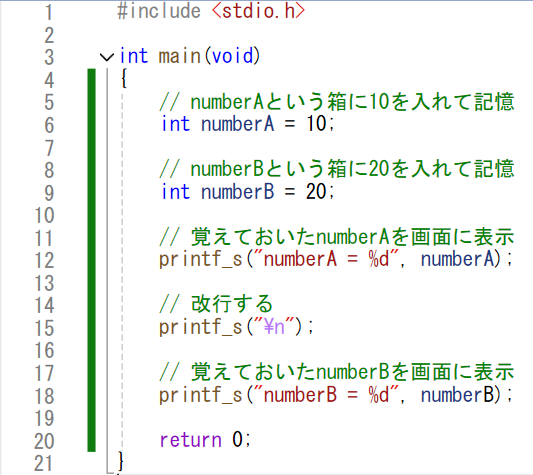 1 #include <stdio.h>
2
3 int main(void)
4 {
5 // numberAという箱に10を入れて記憶
6 int numberA = 10;
7
8 // numberBという箱に20を入れて記憶
9 int numberB = 20;
10
11 // 覚えておいたnumberAを画面に表示
12 printf_s("numberA = %d", numberA);
13
14 // 改行する
15 printf_s("¥n");
16
17 // 覚えておいたnumberBを画面に表示
18 printf_s("numberB = %d", numberB);
19
20 return 0;
21 }